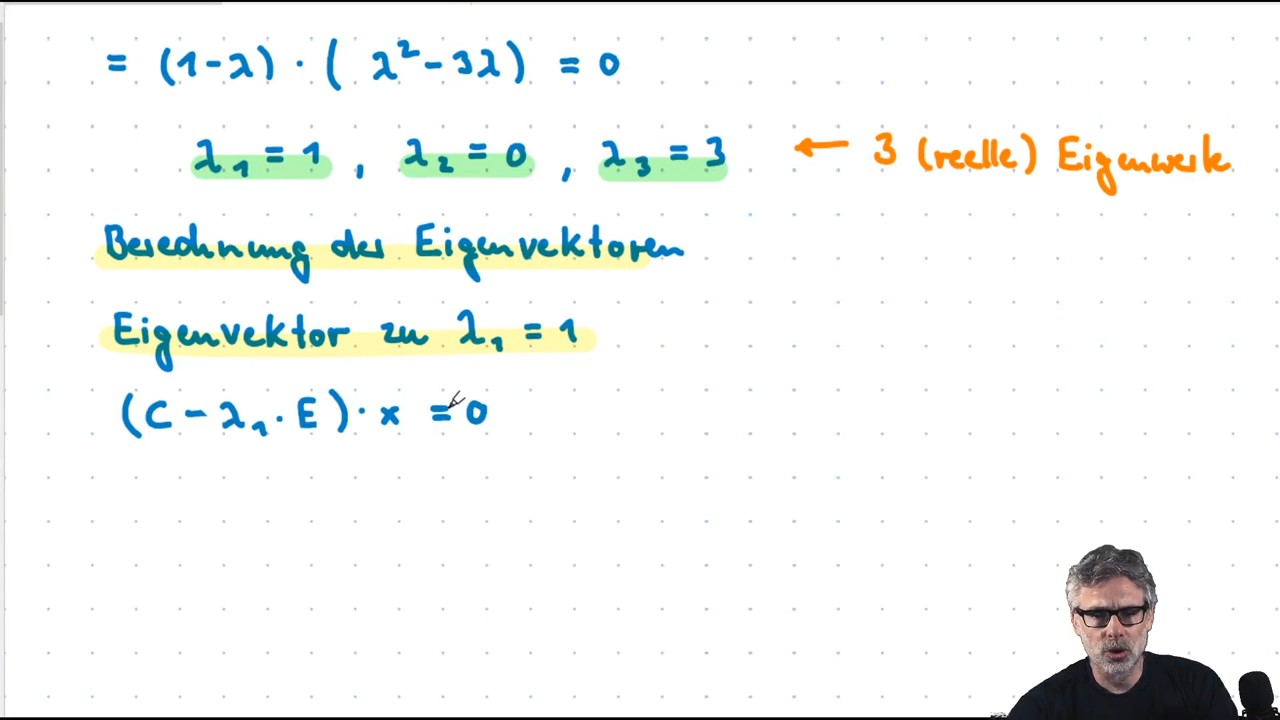 = (1-λ) · ( λ² - 3λ ) = 0
λ₁ = 1 , λ₂ = 0 , λ₃ = 3 ← 3 (reelle) Eigenwerte
Berechnung der Eigenvektoren
Eigenvektor zu λ₁ = 1
(C - λ₁ · E) · x = 0